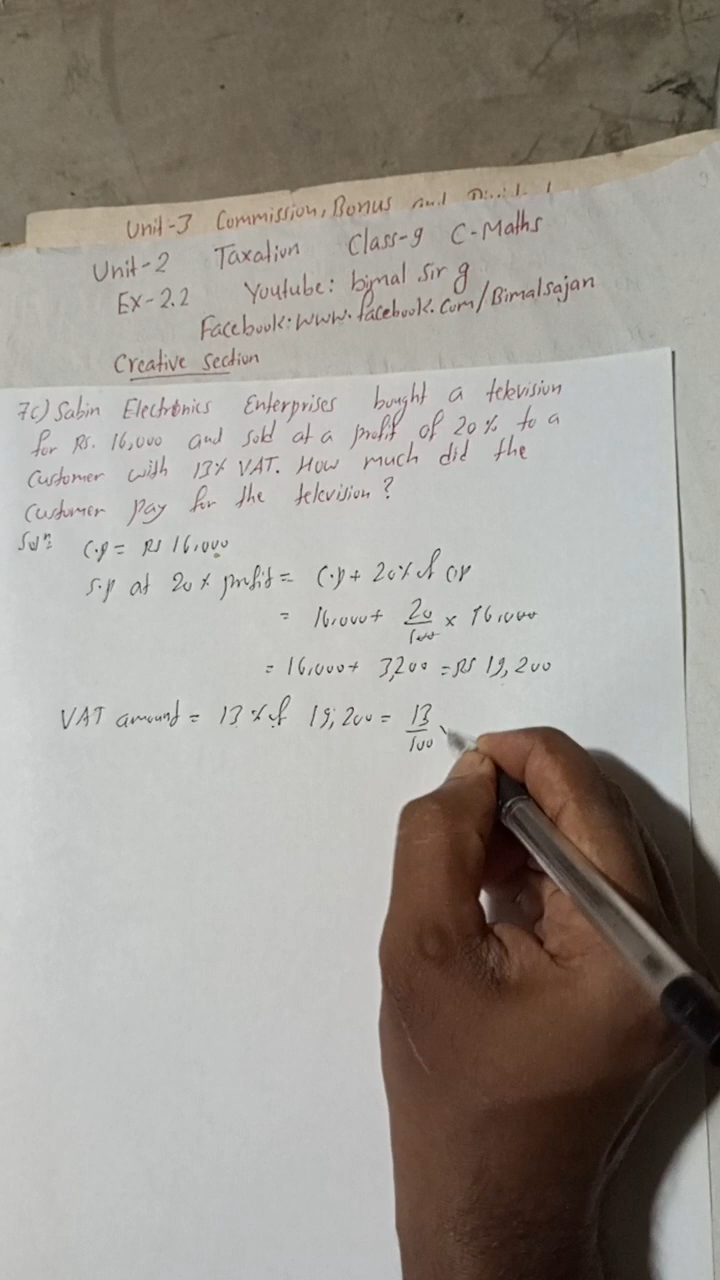 Unit-3 Commission, Bonus and
Unit-2 Taxation Class-9 C-Maths
Ex-2.2 Youtube: bimal sir g
Facebook: www.facebook.com/Bimalsajan
Creative section
7c) Sabin Electronics Enterprises bought a television
for Rs. 16,000 and sold at a profit of 20% to a
customer with 13% VAT. How much did the
customer pay for the television?
Solⁿ: C.p = Rs 16,000
S.p at 20% profit = C.p + 20% of cp
= 16,000 + 20/100 × 16,000
= 16,000 + 3,200 = Rs 19,200
VAT amount = 13% of 19,200 = 13/100